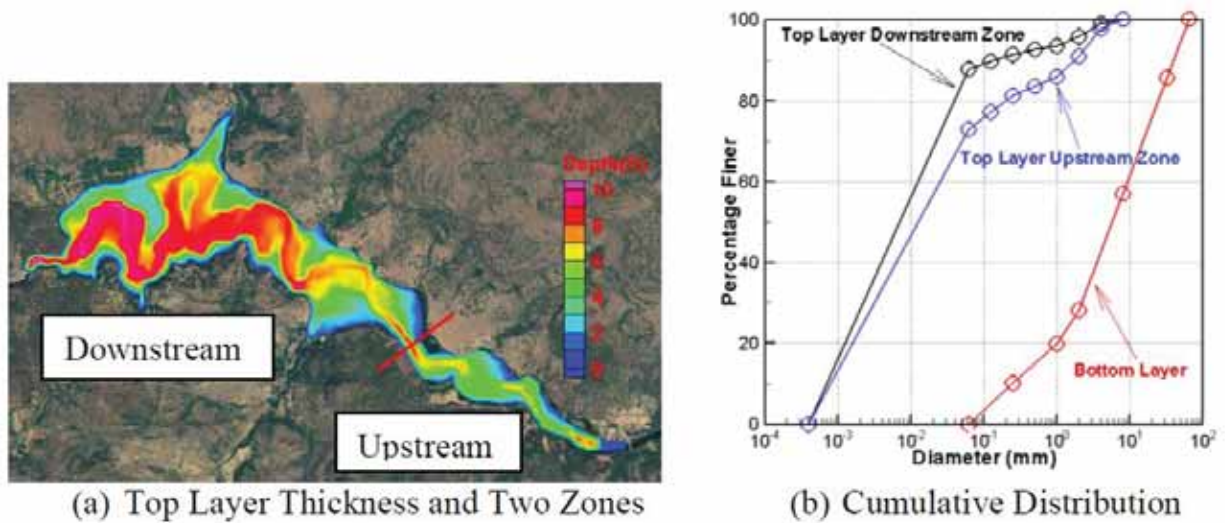 Depth(ft)
10
8
6
4
2
0
Downstream
Upstream
(a) Top Layer Thickness and Two Zones
100
80
60
40
20
0
Percentage Finer
Top Layer Downstream Zone
Top Layer Upstream Zone
Bottom Layer
10⁻⁴ 10⁻³ 10⁻² 10⁻¹ 10⁰ 10¹ 10²
Diameter (mm)
(b) Cumulative Distribution